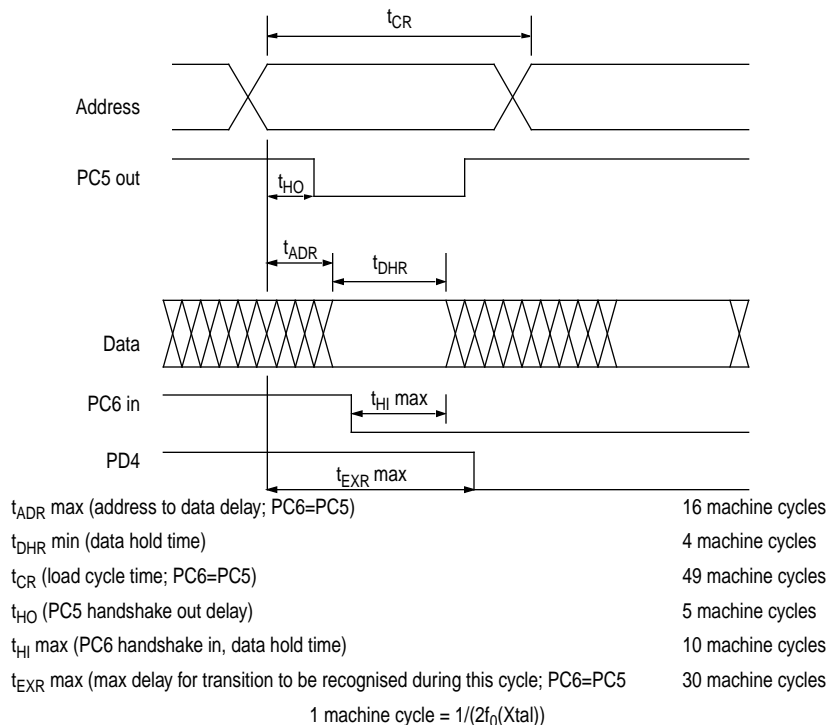 tCR
Address
PC5 out
tHO
tADR
tDHR
Data
PC6 in
tHI max
PD4
tEXR max
tADR max (address to data delay; PC6=PC5) 16 machine cycles
tDHR min (data hold time) 4 machine cycles
tCR (load cycle time; PC6=PC5) 49 machine cycles
tHO (PC5 handshake out delay) 5 machine cycles
tHI max (PC6 handshake in, data hold time) 10 machine cycles
tEXR max (max delay for transition to be recognised during this cycle; PC6=PC5 30 machine cycles
1 machine cycle = 1/(2f0(Xtal))